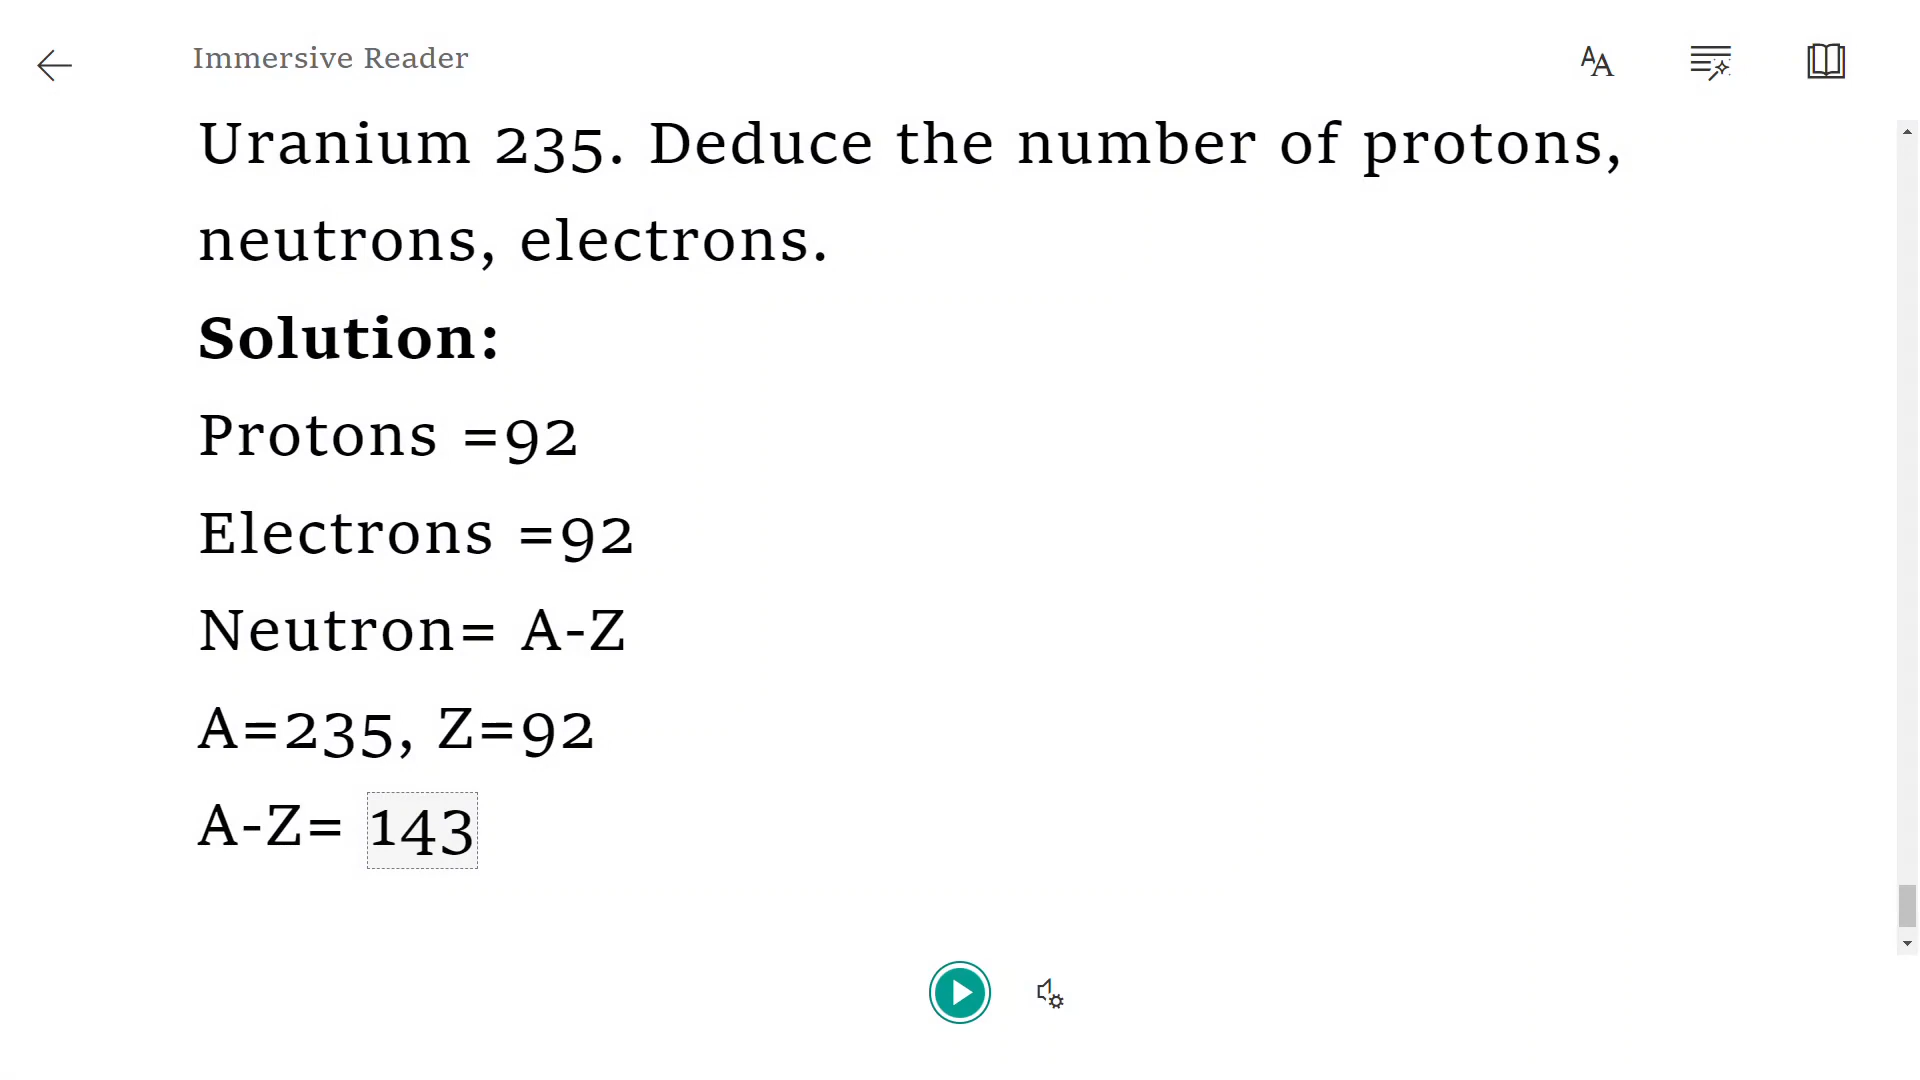 Immersive Reader
Uranium 235. Deduce the number of protons,
neutrons, electrons.
Solution:
Protons =92
Electrons =92
Neutron= A-Z
A=235, Z=92
A-Z= 143